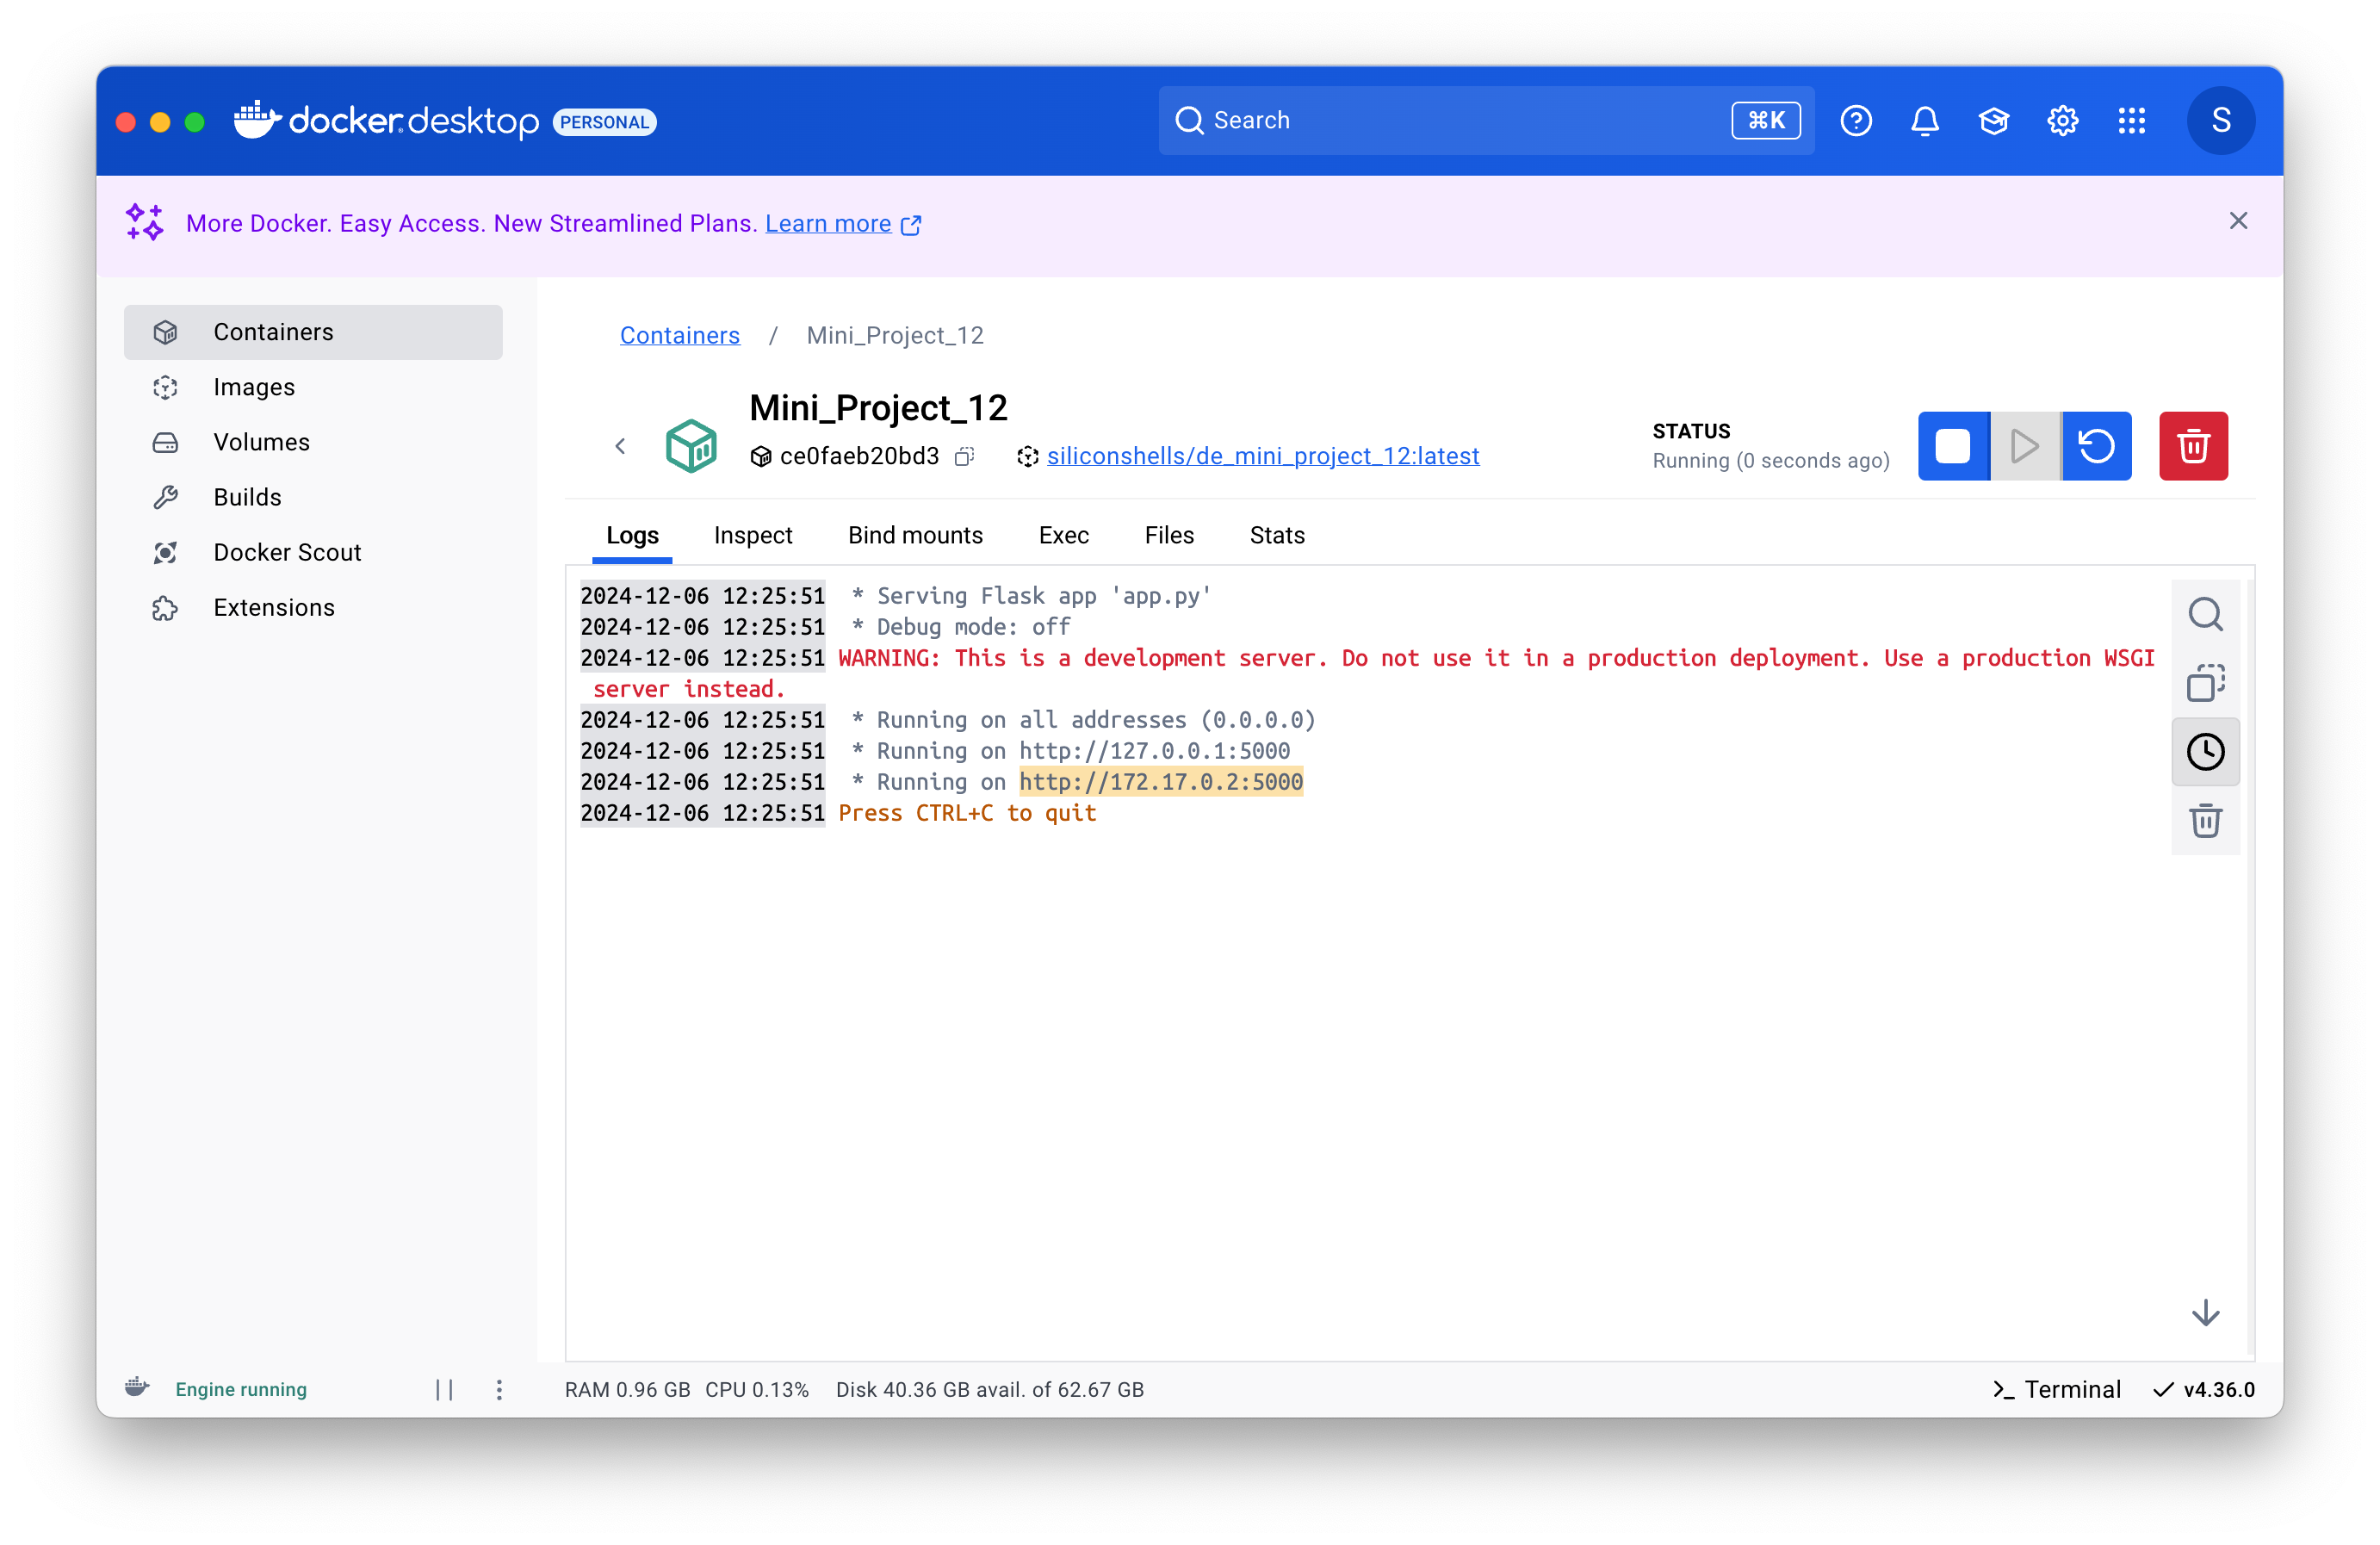 docker desktop PERSONAL
Search ⌘K
S
More Docker. Easy Access. New Streamlined Plans. Learn more
Containers
Images
Volumes
Builds
Docker Scout
Extensions
Containers / Mini_Project_12
Mini_Project_12
ce0faeb20bd3 siliconshells/de_mini_project_12:latest
STATUS
Running (0 seconds ago)
Logs Inspect Bind mounts Exec Files Stats
2024-12-06 12:25:51 * Serving Flask app 'app.py'
2024-12-06 12:25:51 * Debug mode: off
2024-12-06 12:25:51 WARNING: This is a development server. Do not use it in a production deployment. Use a production WSGI
server instead.
2024-12-06 12:25:51 * Running on all addresses (0.0.0.0)
2024-12-06 12:25:51 * Running on http://127.0.0.1:5000
2024-12-06 12:25:51 * Running on http://172.17.0.2:5000
2024-12-06 12:25:51 Press CTRL+C to quit
Engine running
RAM 0.96 GB CPU 0.13% Disk 40.36 GB avail. of 62.67 GB
Terminal
v4.36.0